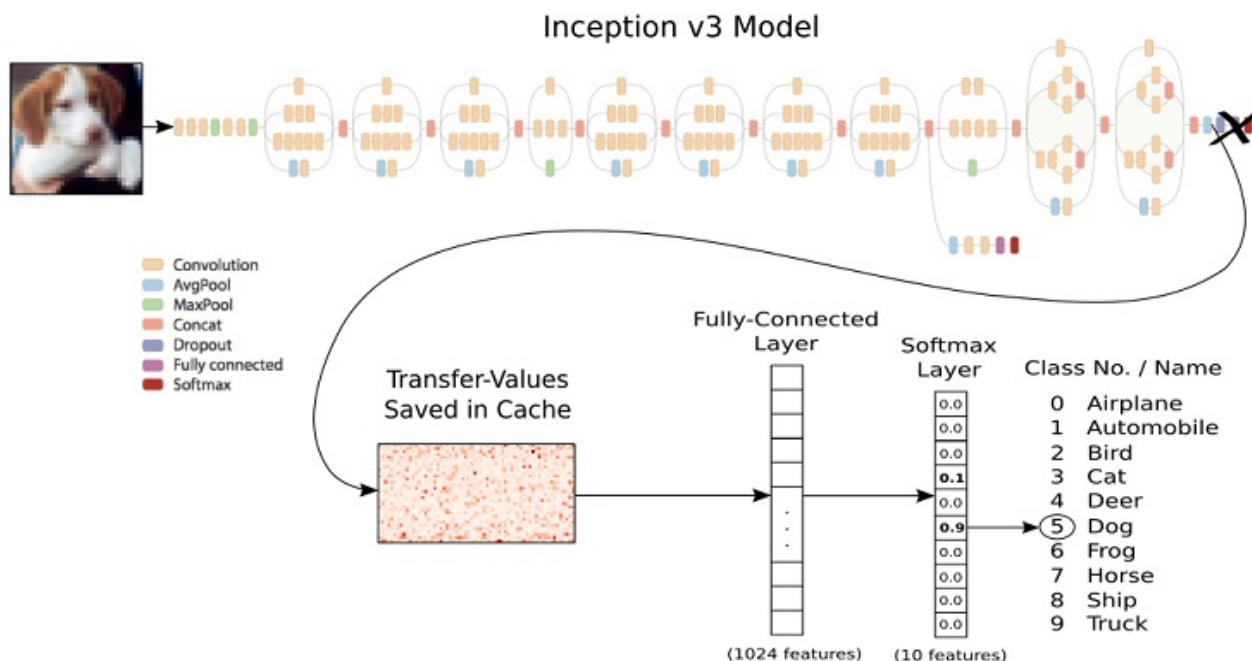 Inception v3 Model
Convolution
AvgPool
MaxPool
Concat
Dropout
Fully connected
Softmax
Transfer-Values
Saved in Cache
Fully-Connected
Layer
(1024 features)
Softmax
Layer
0.0
0.0
0.0
0.1
0.0
0.9
0.0
0.0
0.0
0.0
(10 features)
Class No. / Name
0 Airplane
1 Automobile
2 Bird
3 Cat
4 Deer
5 Dog
6 Frog
7 Horse
8 Ship
9 Truck